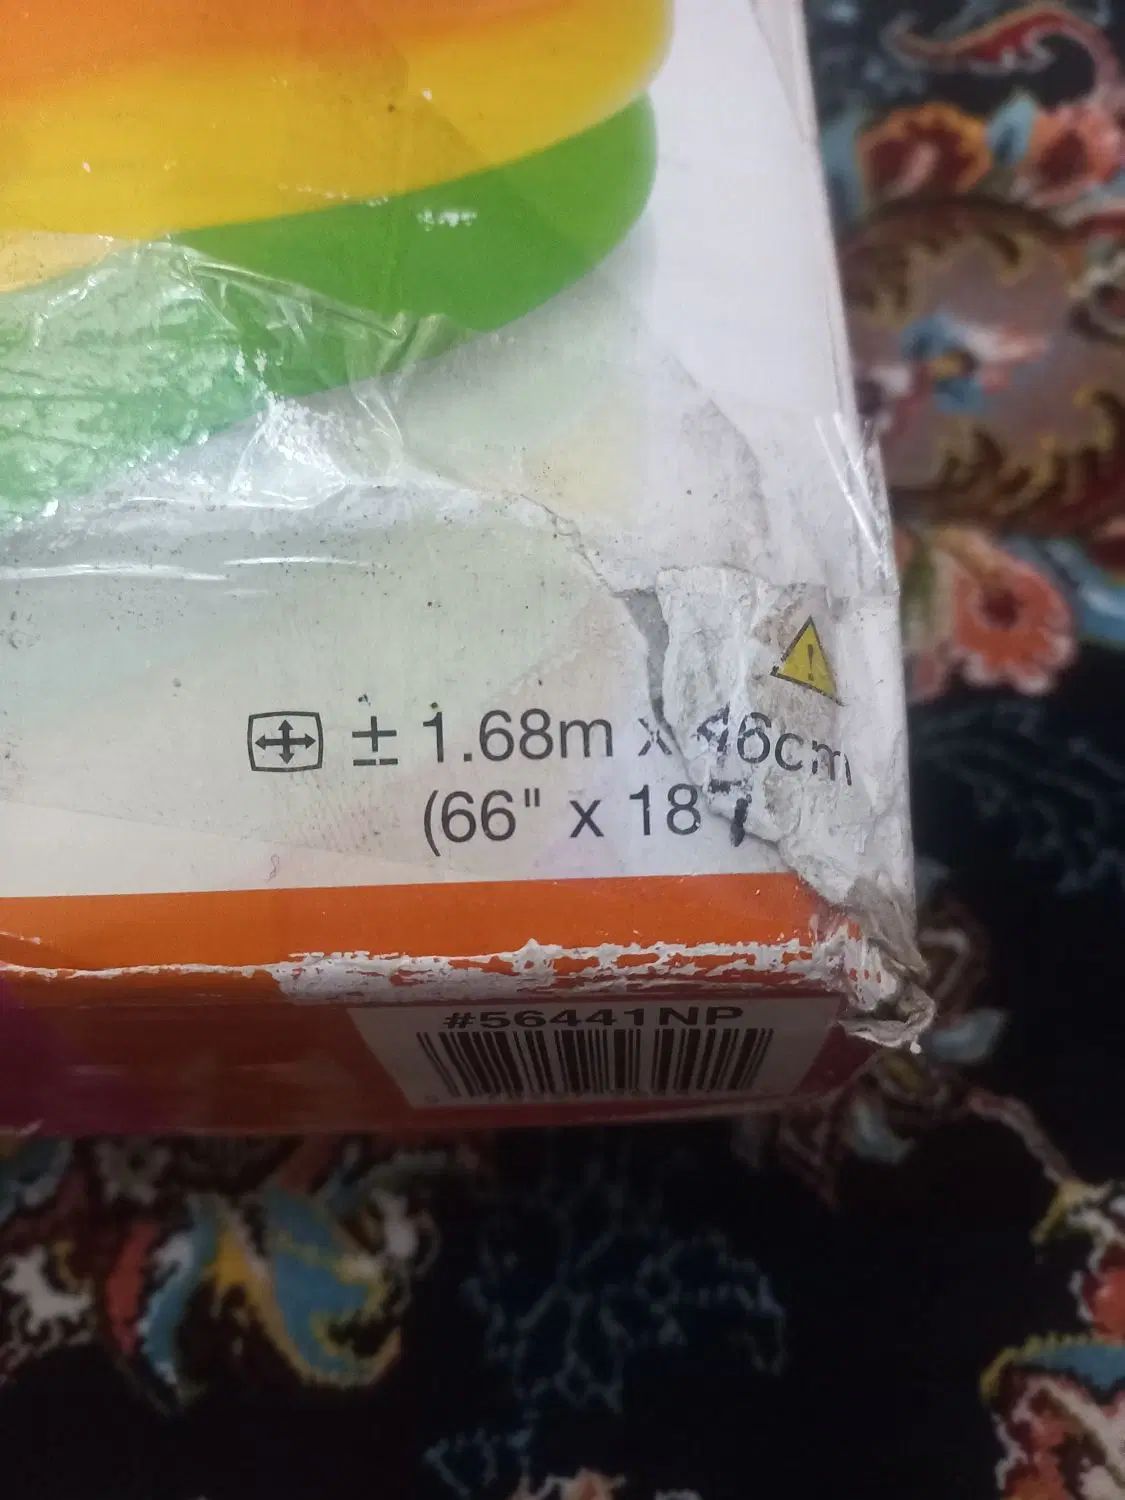 ± 1.68m x 46cm
(66" x 18")
#56441NP